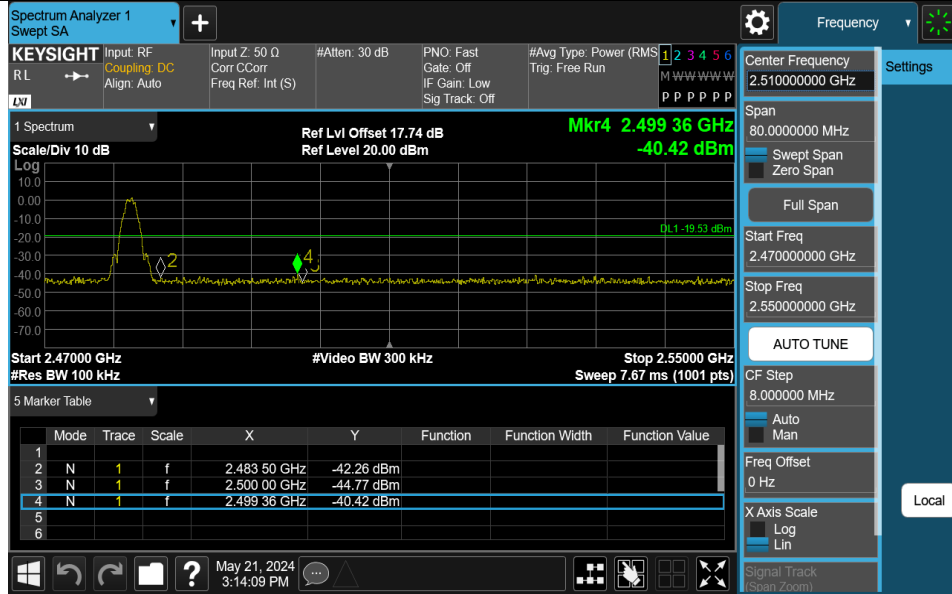 Spectrum Analyzer 1
Swept SA
Frequency
KEYSIGHT
RL
LXI
Input: RF
Coupling: DC
Align: Auto
Input Z: 50 Ω
Corr CCorr
Freq Ref: Int (S)
#Atten: 30 dB
PNO: Fast
Gate: Off
IF Gain: Low
Sig Track: Off
#Avg Type: Power (RMS
Trig: Free Run
1 2 3 4 5 6
M W W W W W
P P P P P P
1 Spectrum
Scale/Div 10 dB
Ref Lvl Offset 17.74 dB
Ref Level 20.00 dBm
Mkr4 2.499 36 GHz
-40.42 dBm
Log
10.0
0.00
-10.0
-20.0
-30.0
-40.0
-50.0
-60.0
-70.0
DL1 -19.53 dBm
2
4
Start 2.47000 GHz
#Video BW 300 kHz
Stop 2.55000 GHz
#Res BW 100 kHz
Sweep 7.67 ms (1001 pts)
5 Marker Table
Mode Trace Scale X Y Function Function Width Function Value
1
2 N 1 f 2.483 50 GHz -42.26 dBm
3 N 1 f 2.500 00 GHz -44.77 dBm
4 N 1 f 2.499 36 GHz -40.42 dBm
5
6
May 21, 2024
3:14:09 PM
Center Frequency
2.510000000 GHz
Settings
Span
80.0000000 MHz
Swept Span
Zero Span
Full Span
Start Freq
2.470000000 GHz
Stop Freq
2.550000000 GHz
AUTO TUNE
CF Step
8.000000 MHz
Auto
Man
Freq Offset
0 Hz
X Axis Scale
Log
Lin
Local
Signal Track
(Span Zoom)